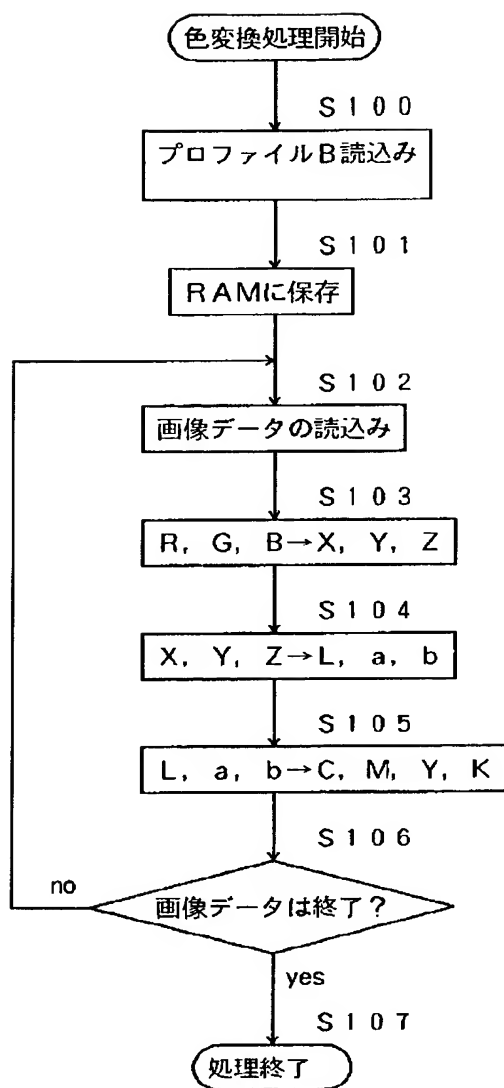 色変換処理開始
S100
プロファイルB読込み
S101
RAMに保存
S102
画像データの読込み
S103
R, G, B→X, Y, Z
S104
X, Y, Z→L, a, b
S105
L, a, b→C, M, Y, K
S106
no
画像データは終了?
yes
S107
処理終了